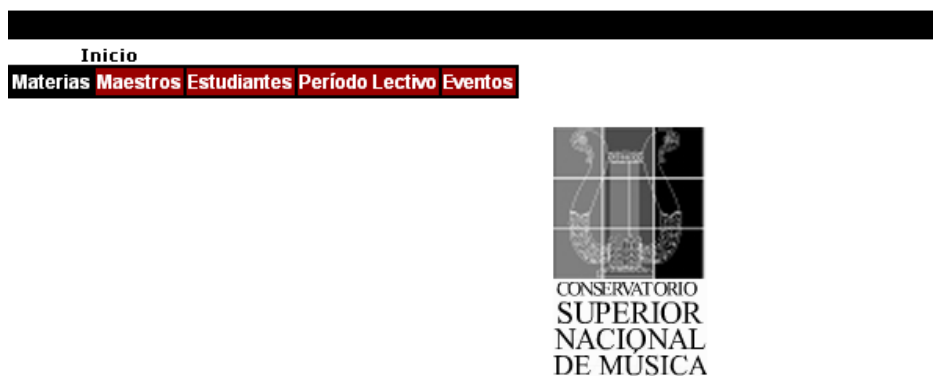 Inicio
Materias Maestros Estudiantes Período Lectivo Eventos
CONSERVATORIO
SUPERIOR
NACIONAL
DE MÚSICA